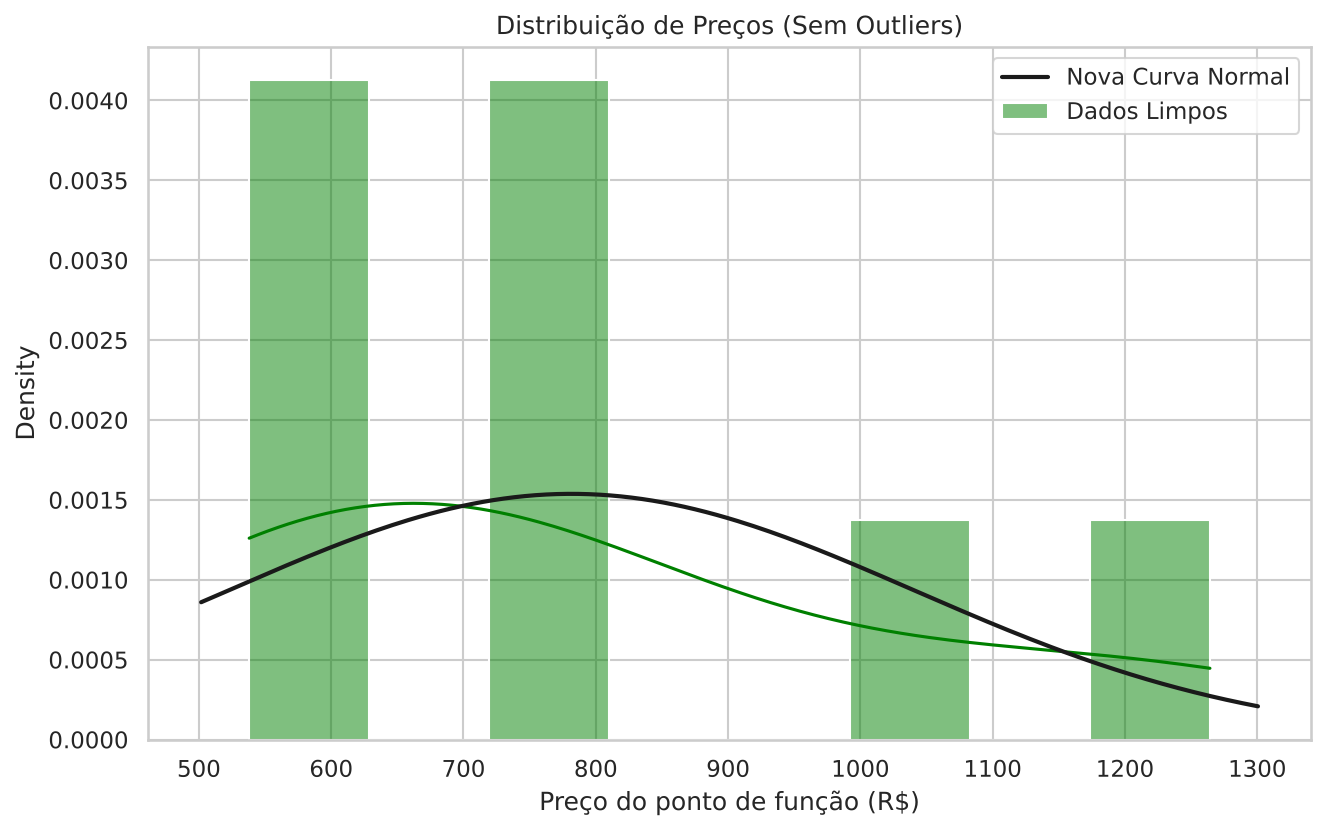 Distribuição de Preços (Sem Outliers)
Nova Curva Normal
Dados Limpos
Density
0.0040
0.0035
0.0030
0.0025
0.0020
0.0015
0.0010
0.0005
0.0000
500 600 700 800 900 1000 1100 1200 1300
Preço do ponto de função (R$)